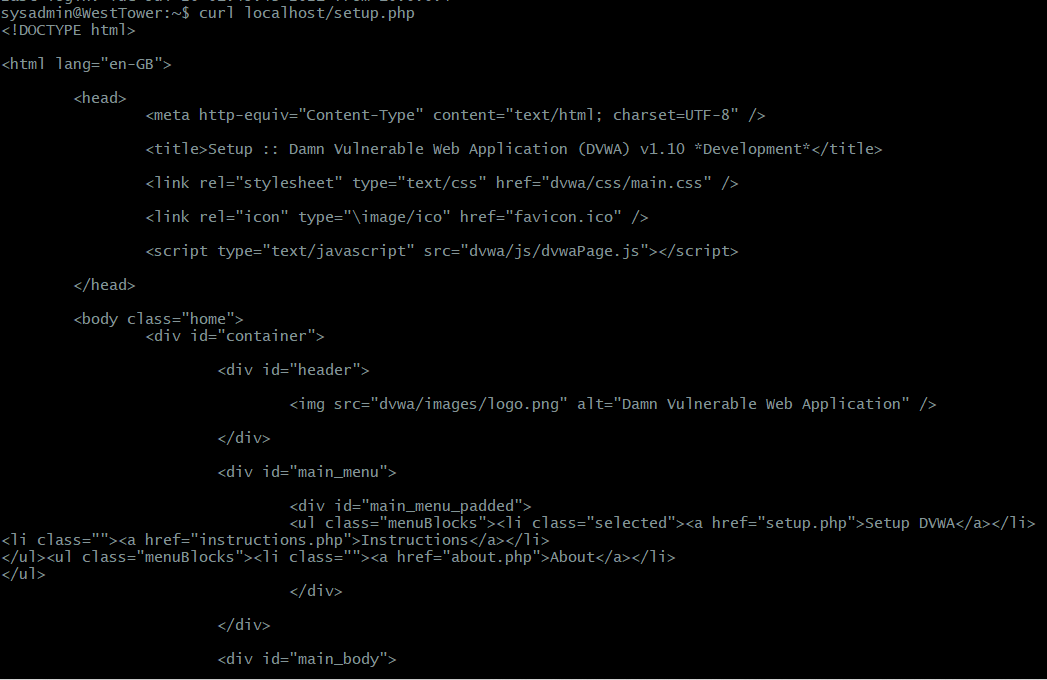 sysadmin@WestTower:~$ curl localhost/setup.php
<!DOCTYPE html>
<html lang="en-GB">
<head>
<meta http-equiv="Content-Type" content="text/html; charset=UTF-8" />
<title>Setup :: Damn Vulnerable Web Application (DVWA) v1.10 *Development*</title>
<link rel="stylesheet" type="text/css" href="dvwa/css/main.css" />
<link rel="icon" type="\image/ico" href="favicon.ico" />
<script type="text/javascript" src="dvwa/js/dvwaPage.js"></script>
</head>
<body class="home">
<div id="container">
<div id="header">
<img src="dvwa/images/logo.png" alt="Damn Vulnerable Web Application" />
</div>
<div id="main_menu">
<div id="main_menu_padded">
<ul class="menuBlocks"><li class="selected"><a href="setup.php">Setup DVWA</a></li>
<li class=""><a href="instructions.php">Instructions</a></li>
</ul><ul class="menuBlocks"><li class=""><a href="about.php">About</a></li>
</ul>
</div>
</div>
<div id="main_body">